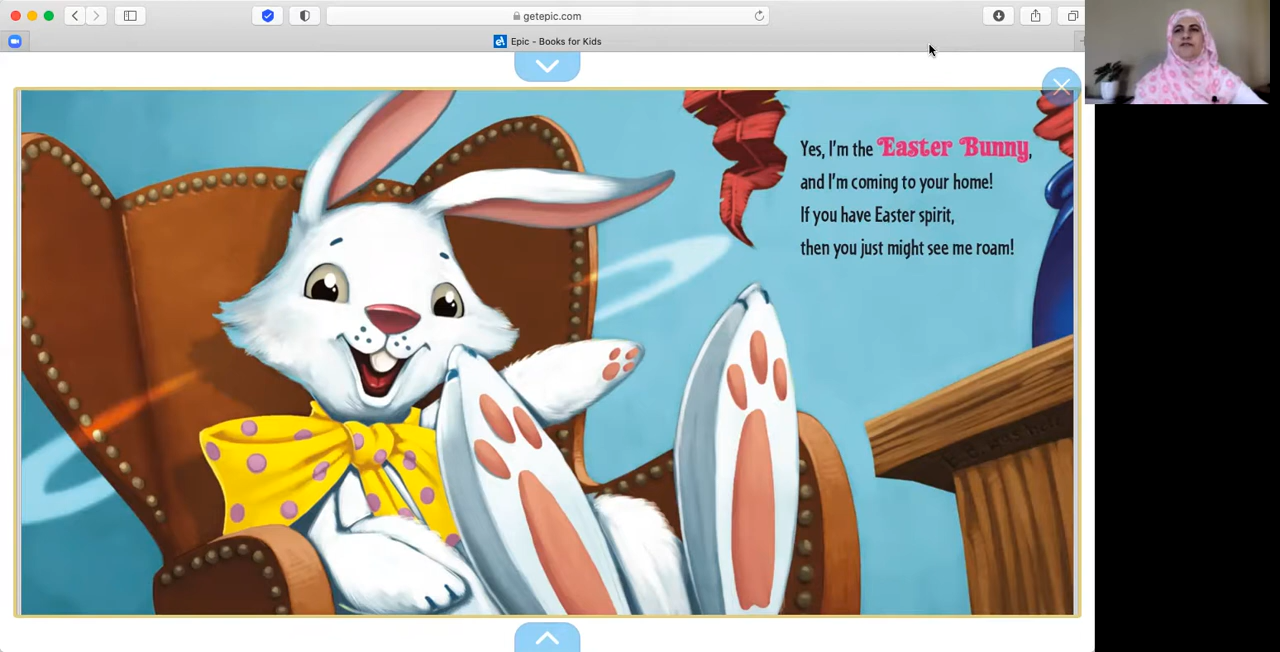 getepic.com
Epic - Books for Kids
Yes, I'm the Easter Bunny,
and I'm coming to your home!
If you have Easter spirit,
then you just might see me roam!